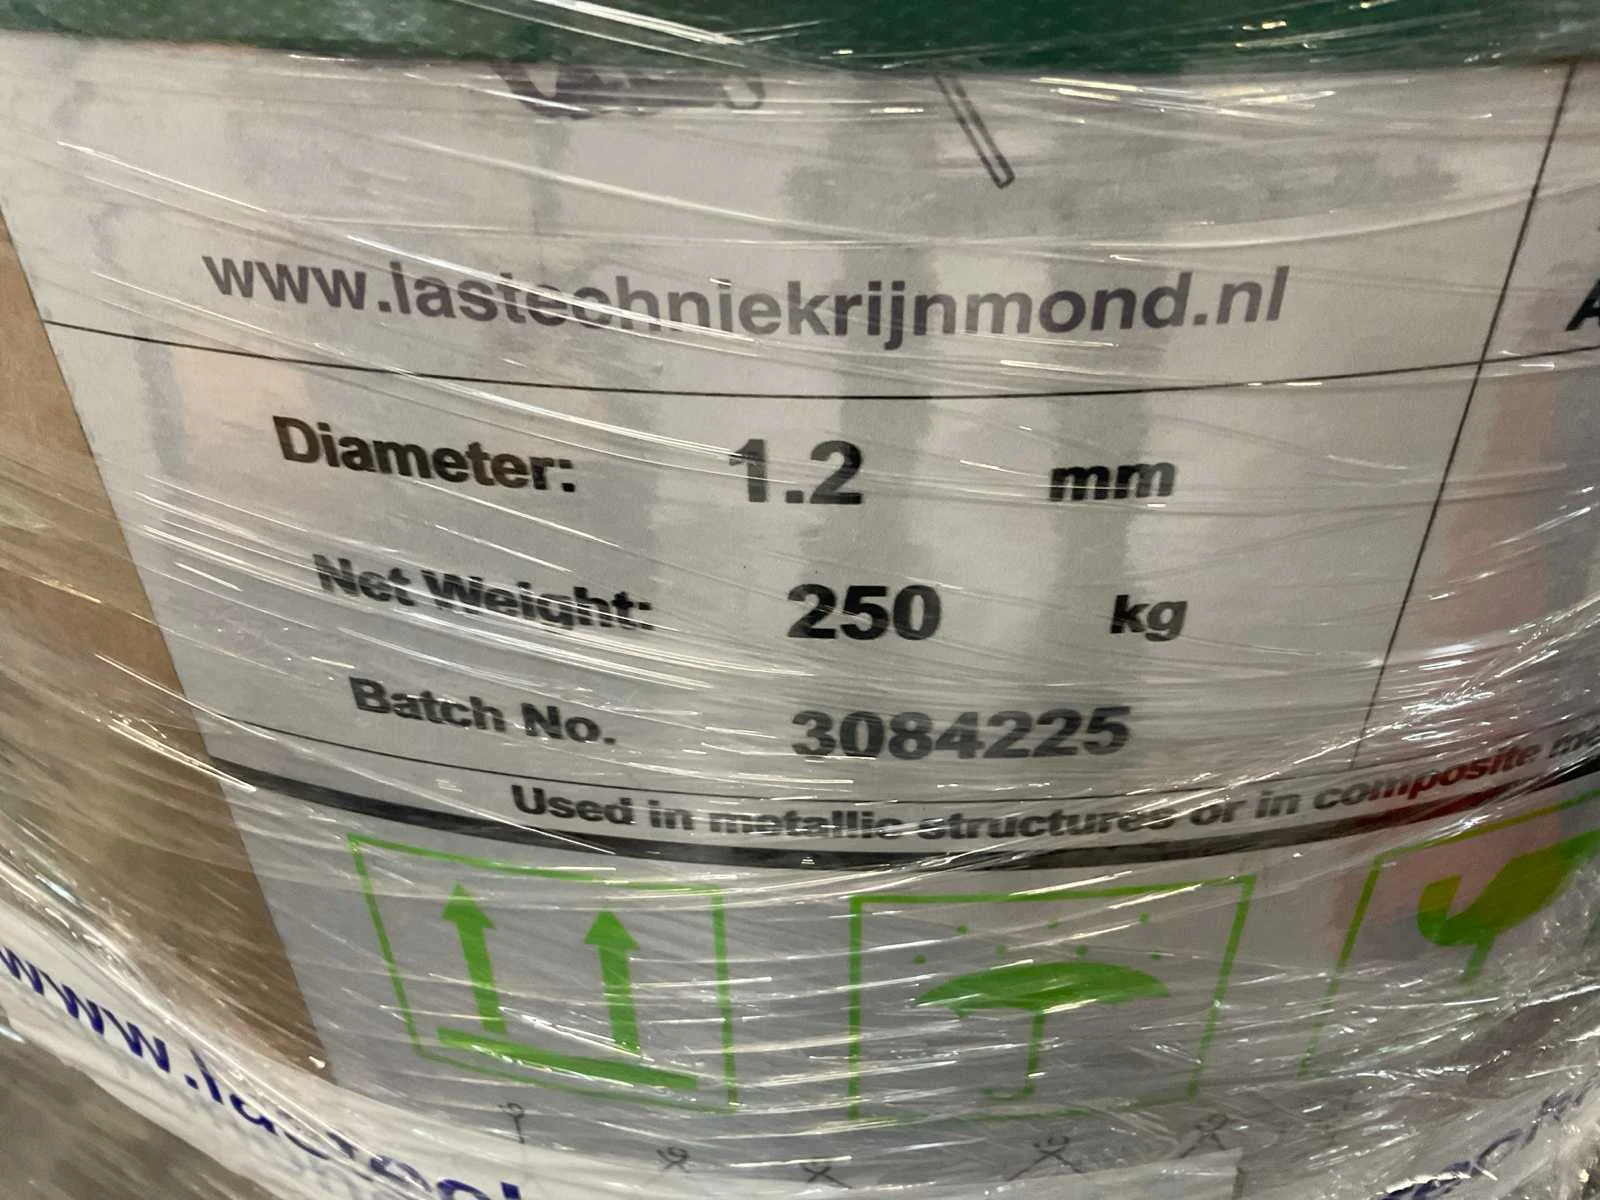 www.lastechniekrijnmond.nl
Diameter: 1.2 mm
Net Weight: 250 kg
Batch No. 3084225
Used in metallic structures or in composite